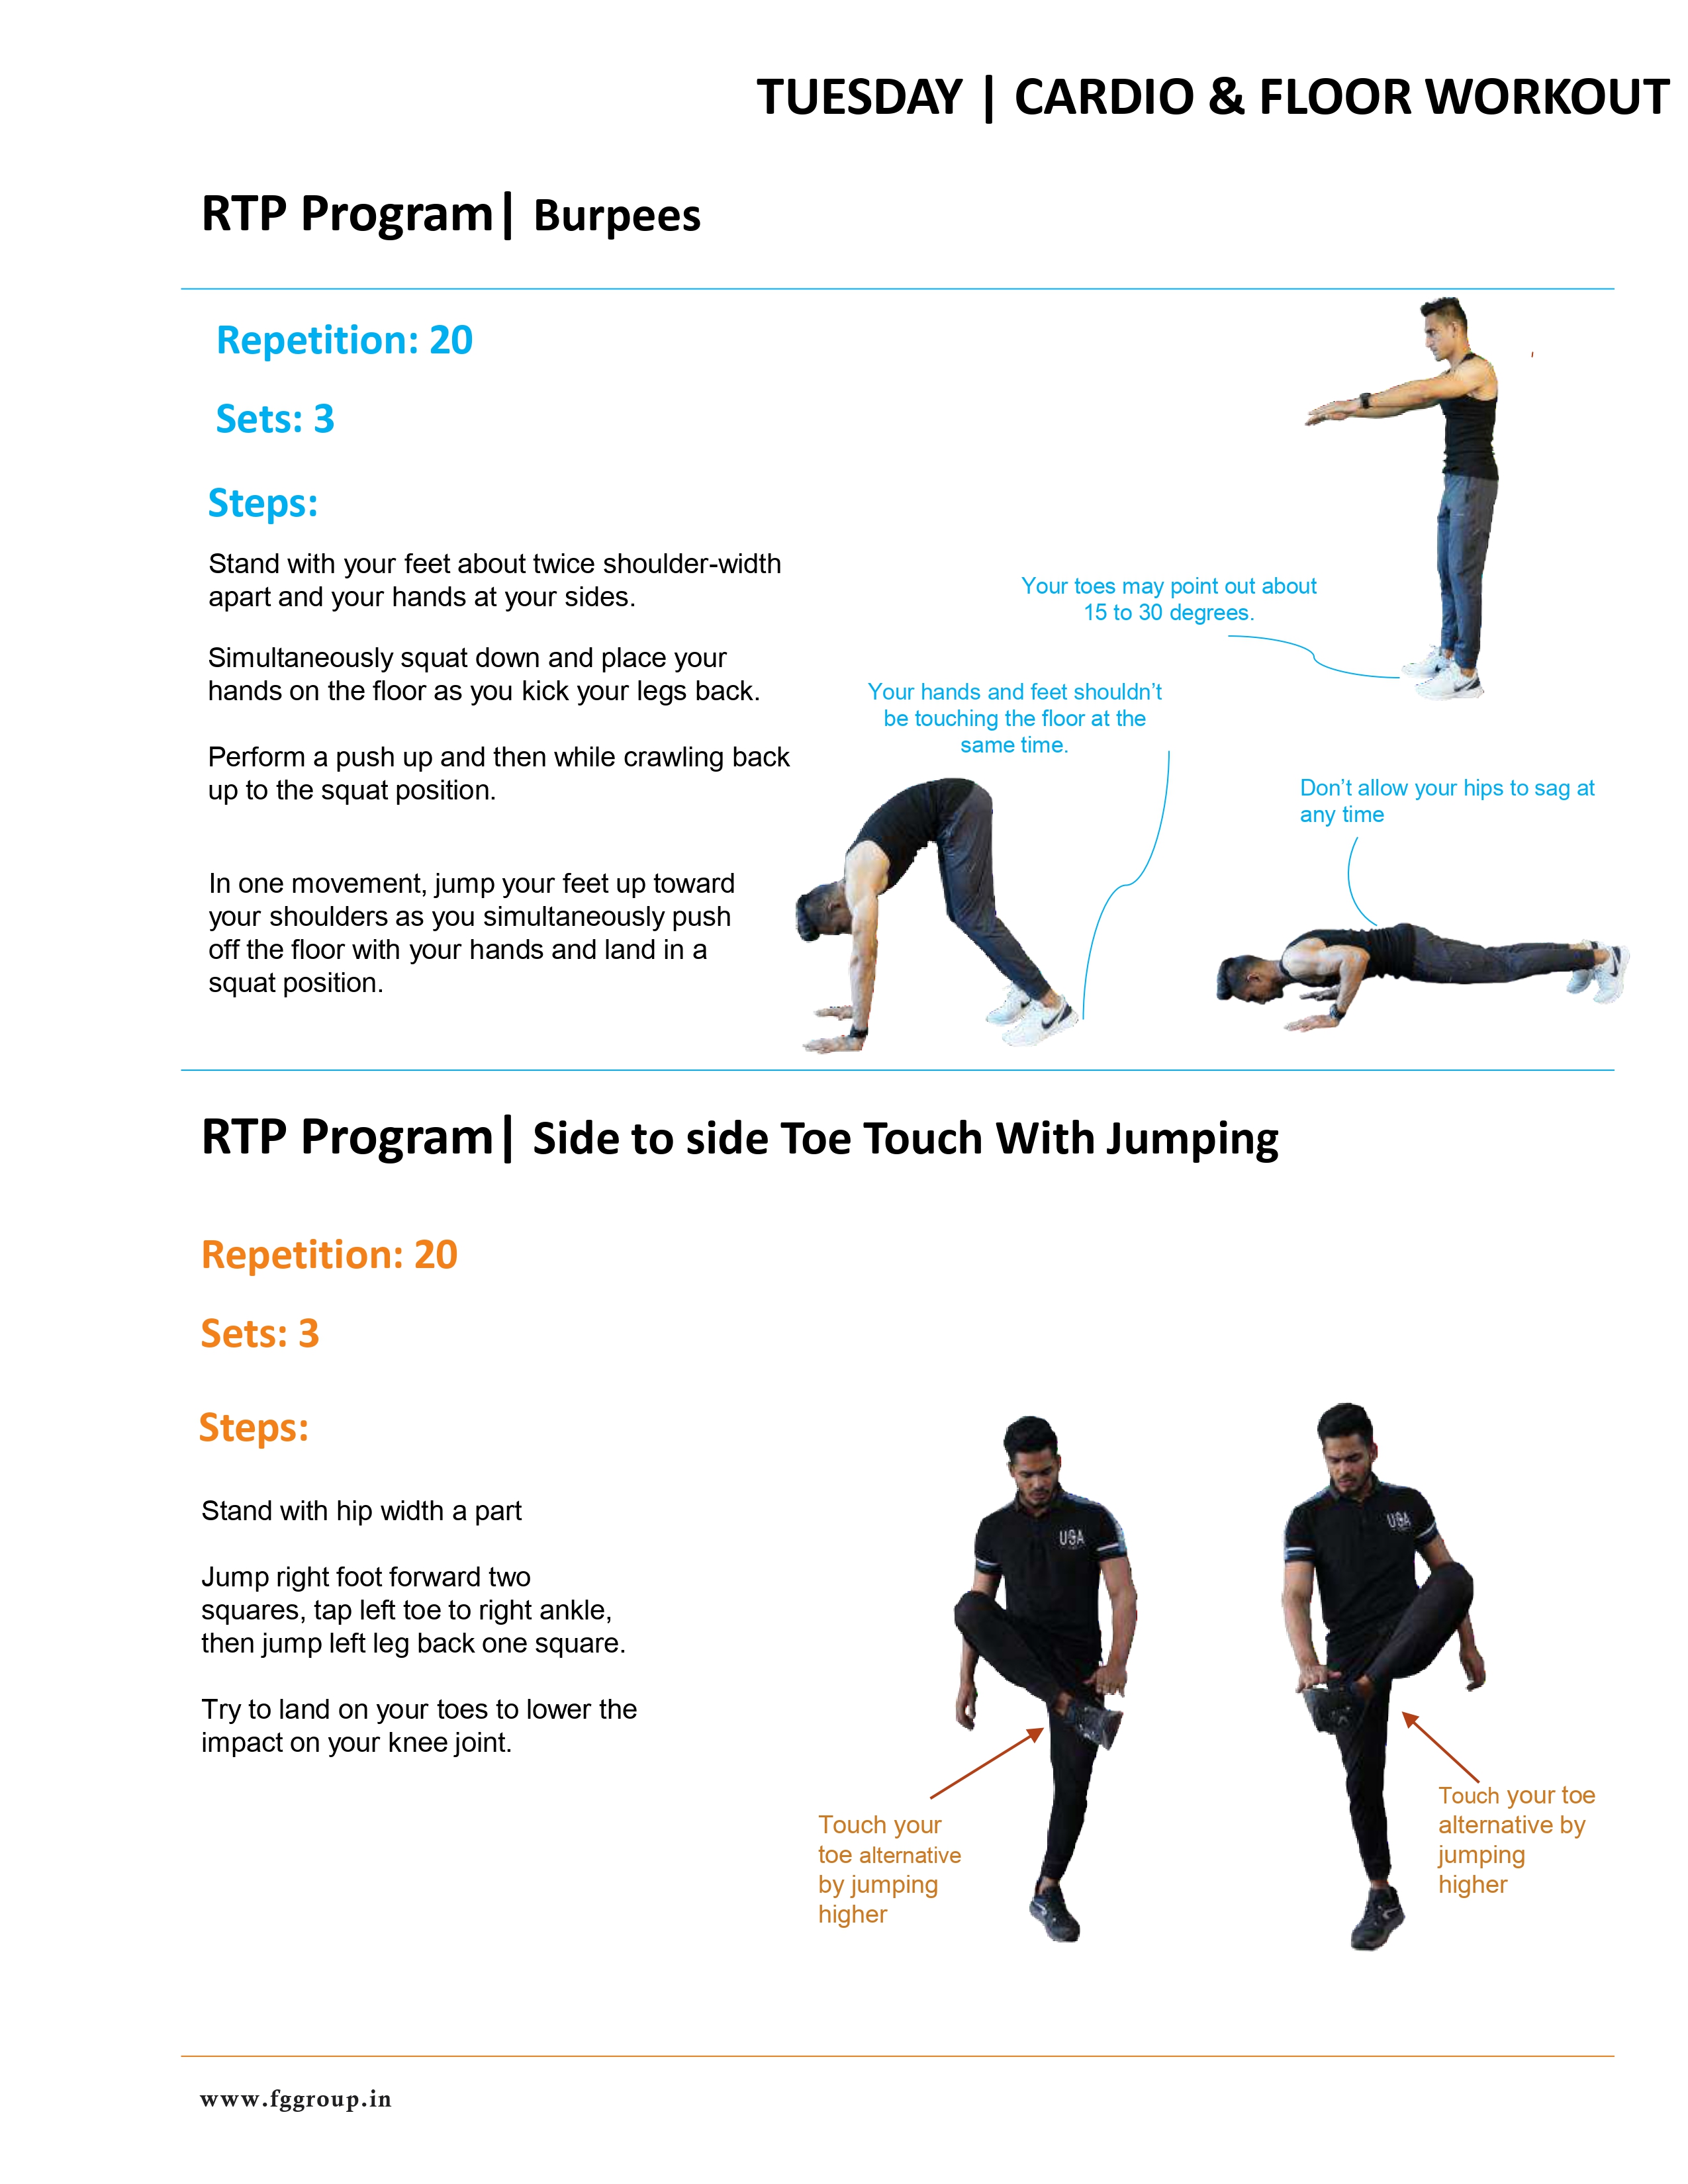 TUESDAY | CARDIO & FLOOR WORKOUT
RTP Program| Burpees
Repetition: 20
Sets: 3
Steps:
Stand with your feet about twice shoulder-width
apart and your hands at your sides.
Simultaneously squat down and place your
hands on the floor as you kick your legs back.
Perform a push up and then while crawling back
up to the squat position.
In one movement, jump your feet up toward
your shoulders as you simultaneously push
off the floor with your hands and land in a
squat position.
Your toes may point out about
15 to 30 degrees.
Your hands and feet shouldn’t
be touching the floor at the
same time.
Don’t allow your hips to sag at
any time
RTP Program| Side to side Toe Touch With Jumping
Repetition: 20
Sets: 3
Steps:
Stand with hip width a part
Jump right foot forward two
squares, tap left toe to right ankle,
then jump left leg back one square.
Try to land on your toes to lower the
impact on your knee joint.
Touch your
toe alternative
by jumping
higher
Touch your toe
alternative by
jumping
higher
www.fggroup.in